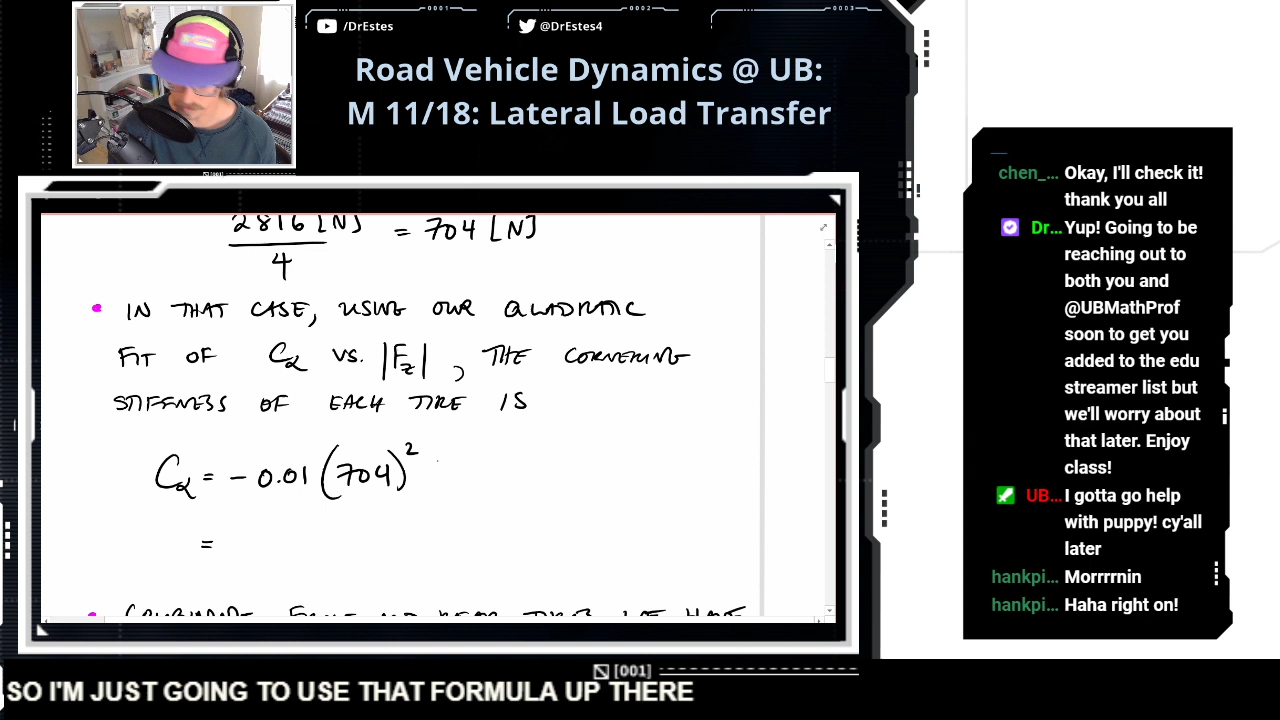 0001
0002
0003
/DrEstes
@DrEstes4
Road Vehicle Dynamics @ UB:
M 11/18: Lateral Load Transfer
[001]
2816 [N]
= 704 [N]
4
• IN THAT CASE, USING OUR QUADRATIC
FIT OF Cα VS. |Fz|, THE CORNERING
STIFFNESS OF EACH TIRE IS
Cα = - 0.01 (704)²
=
chen_... Okay, I'll check it!
thank you all
Dr... Yup! Going to be
reaching out to
both you and
@UBMathProf
soon to get you
added to the edu
streamer list but
we'll worry about
that later. Enjoy
class!
UB... I gotta go help
with puppy! cy'all
later
hankpi... Morrrrnin
hankpi... Haha right on!
[001]
SO I'M JUST GOING TO USE THAT FORMULA UP THERE